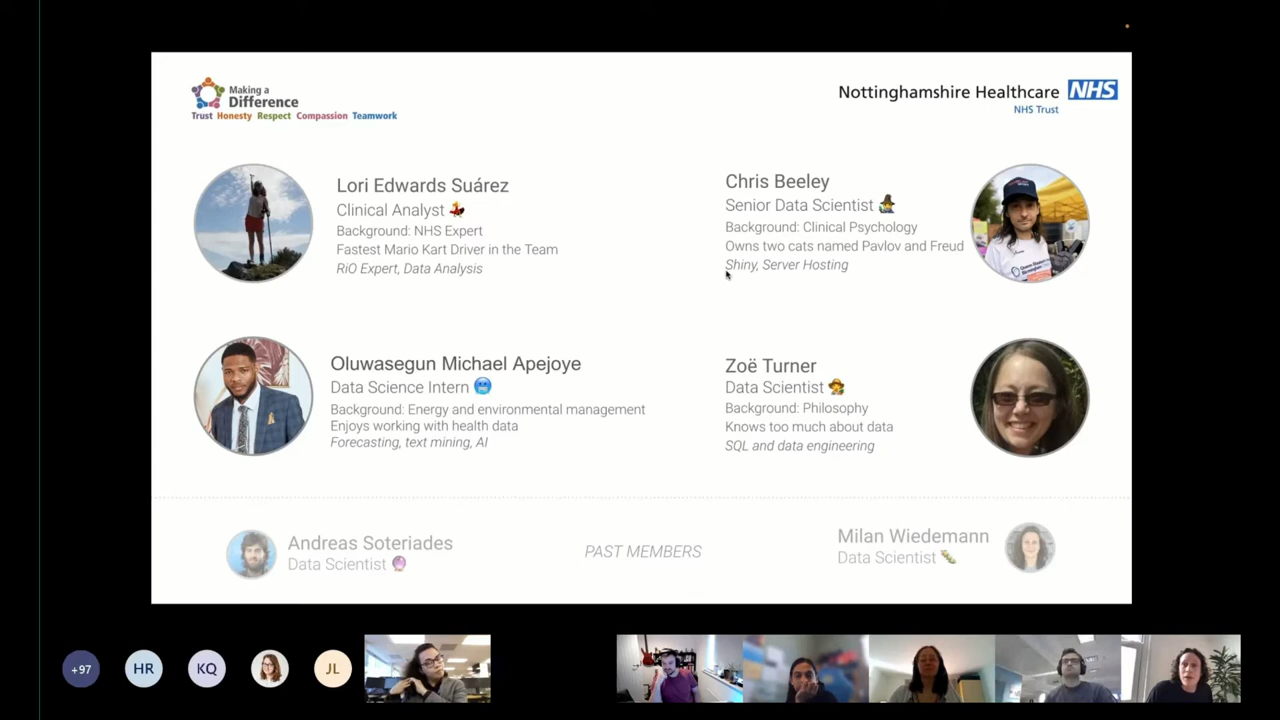 Making a
Difference
Trust Honesty Respect Compassion Teamwork
Nottinghamshire Healthcare NHS
NHS Trust
Lori Edwards Suárez
Clinical Analyst
Background: NHS Expert
Fastest Mario Kart Driver in the Team
RiO Expert, Data Analysis
Chris Beeley
Senior Data Scientist
Background: Clinical Psychology
Owns two cats named Pavlov and Freud
Shiny, Server Hosting
Oluwasegun Michael Apejoye
Data Science Intern
Background: Energy and environmental management
Enjoys working with health data
Forecasting, text mining, AI
Zoë Turner
Data Scientist
Background: Philosophy
Knows too much about data
SQL and data engineering
Andreas Soteriades
Data Scientist
PAST MEMBERS
Milan Wiedemann
Data Scientist
+97
HR
KQ
JL